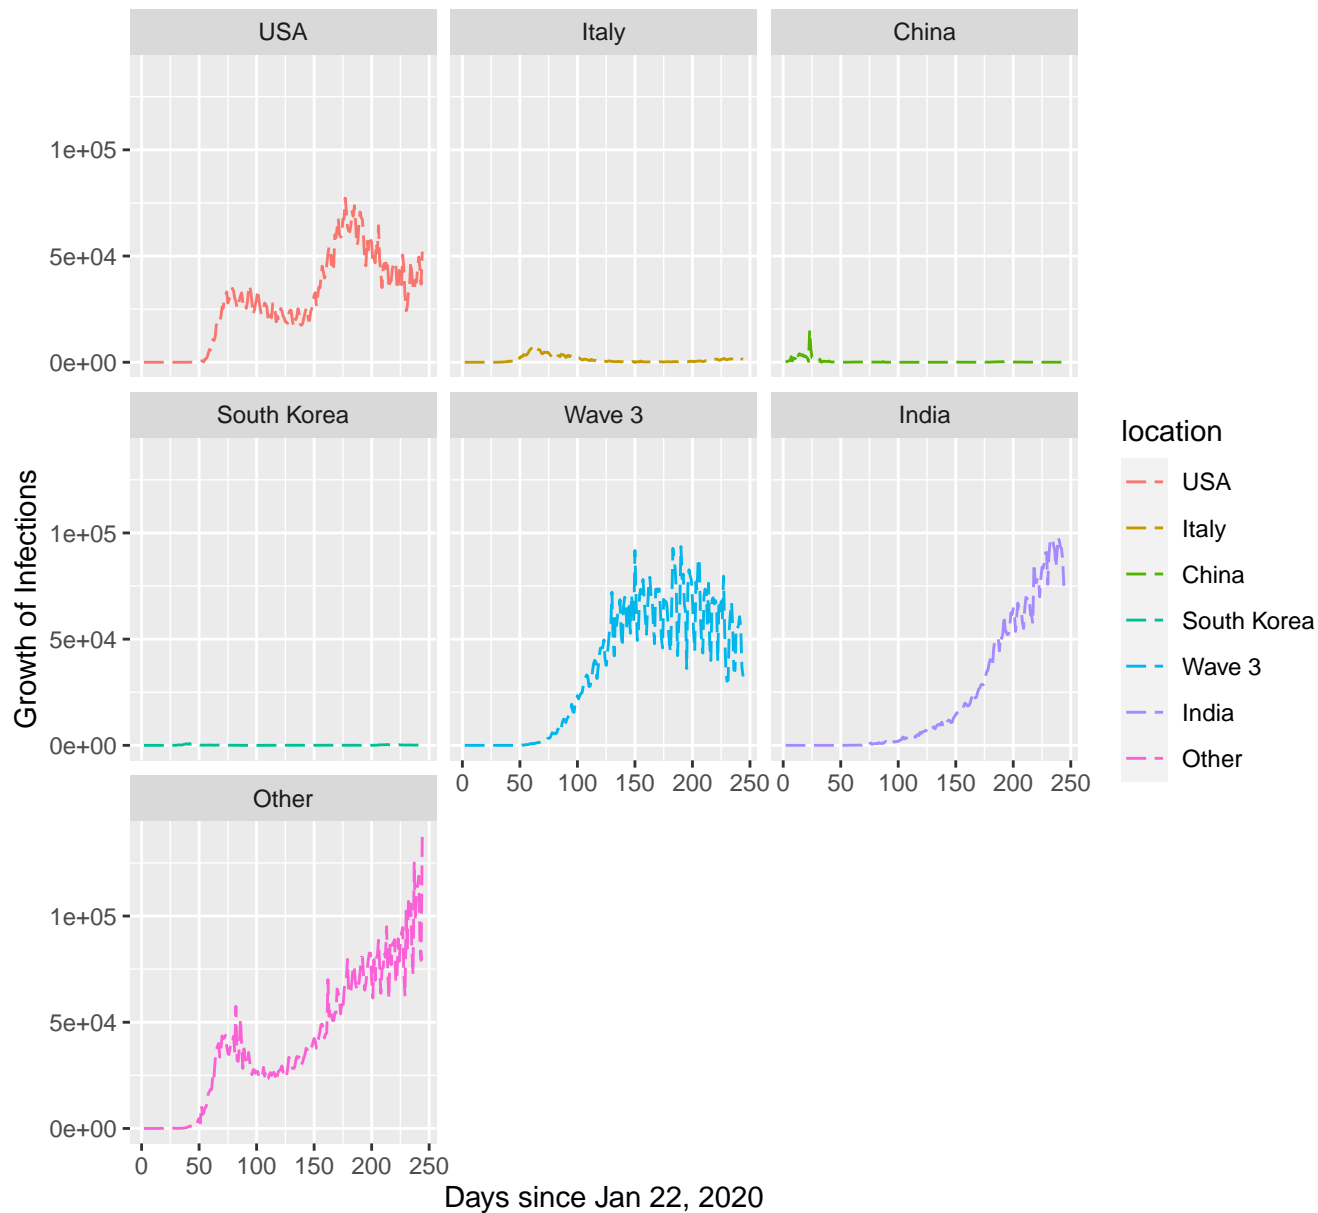 USA Italy China
1e+05
5e+04
0e+00
South Korea Wave 3 India
1e+05
5e+04
0e+00
0 50 100 150 200 250 0 50 100 150 200 250
Other
1e+05
5e+04
0e+00
0 50 100 150 200 250
Growth of Infections
Days since Jan 22, 2020
location
USA
Italy
China
South Korea
Wave 3
India
Other